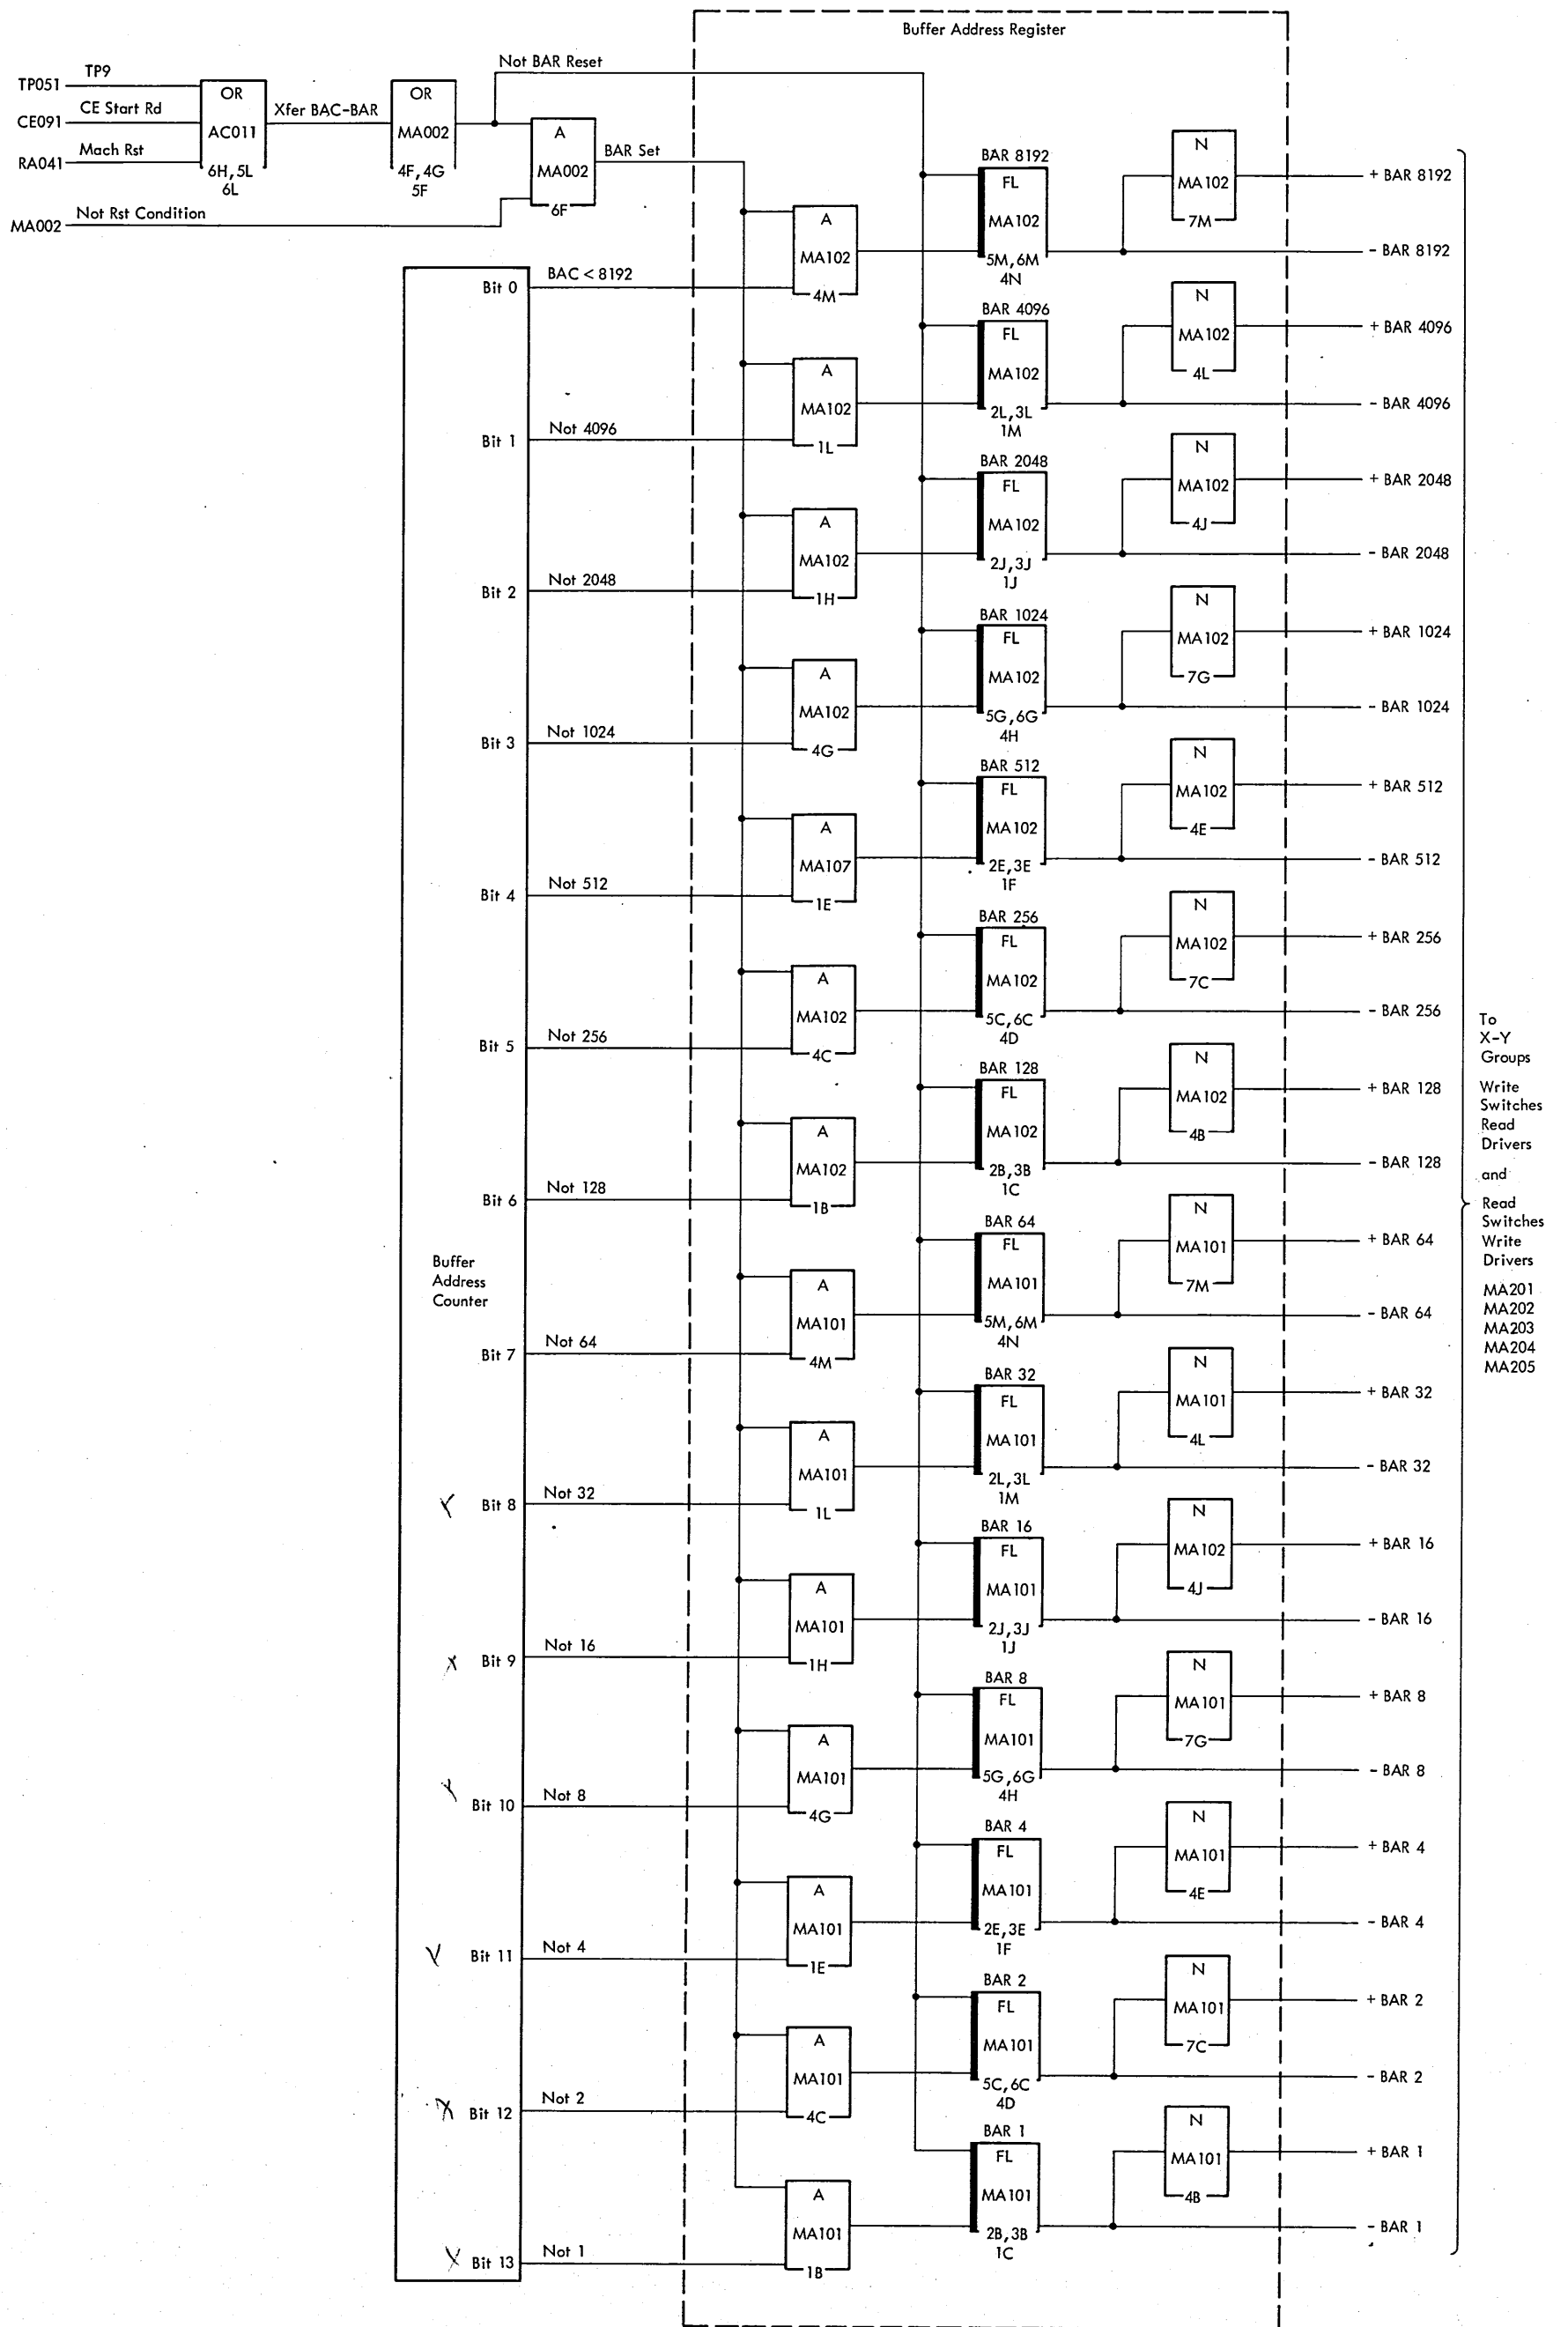 Buffer Address Register
TP051 TP9
CE091 CE Start Rd
RA041 Mach Rst
OR
AC011
6H,5L
6L
Xfer BAC-BAR
OR
MA002
4F,4G
5F
Not BAR Reset
A
MA002
6F
BAR Set
MA002 Not Rst Condition
Buffer
Address
Counter
Bit 0 BAC < 8192
A
MA102
4M
BAR 8192
FL
MA102
5M,6M
4N
N
MA102
7M
+ BAR 8192
- BAR 8192
Bit 1 Not 4096
A
MA102
1L
BAR 4096
FL
MA102
2L,3L
1M
N
MA102
4L
+ BAR 4096
- BAR 4096
Bit 2 Not 2048
A
MA102
1H
BAR 2048
FL
MA102
2J,3J
1J
N
MA102
4J
+ BAR 2048
- BAR 2048
Bit 3 Not 1024
A
MA102
4G
BAR 1024
FL
MA102
5G,6G
4H
N
MA102
7G
+ BAR 1024
- BAR 1024
Bit 4 Not 512
A
MA107
1E
BAR 512
FL
MA102
2E,3E
1F
N
MA102
4E
+ BAR 512
- BAR 512
Bit 5 Not 256
A
MA102
4C
BAR 256
FL
MA102
5C,6C
4D
N
MA102
7C
+ BAR 256
- BAR 256
Bit 6 Not 128
A
MA102
1B
BAR 128
FL
MA102
2B,3B
1C
N
MA102
4B
+ BAR 128
- BAR 128
Bit 7 Not 64
A
MA101
4M
BAR 64
FL
MA101
5M,6M
4N
N
MA101
7M
+ BAR 64
- BAR 64
Y Bit 8 Not 32
A
MA101
1L
BAR 32
FL
MA101
2L,3L
1M
N
MA101
4L
+ BAR 32
- BAR 32
X Bit 9 Not 16
A
MA101
1H
BAR 16
FL
MA101
2J,3J
1J
N
MA102
4J
+ BAR 16
- BAR 16
Y Bit 10 Not 8
A
MA101
4G
BAR 8
FL
MA101
5G,6G
4H
N
MA101
7G
+ BAR 8
- BAR 8
Y Bit 11 Not 4
A
MA101
1E
BAR 4
FL
MA101
2E,3E
1F
N
MA101
4E
+ BAR 4
- BAR 4
X Bit 12 Not 2
A
MA101
4C
BAR 2
FL
MA101
5C,6C
4D
N
MA101
7C
+ BAR 2
- BAR 2
X Bit 13 Not 1
A
MA101
1B
BAR 1
FL
MA101
2B,3B
1C
N
MA101
4B
+ BAR 1
- BAR 1
To
X-Y
Groups
Write
Switches
Read
Drivers
and
Read
Switches
Write
Drivers
MA201
MA202
MA203
MA204
MA205